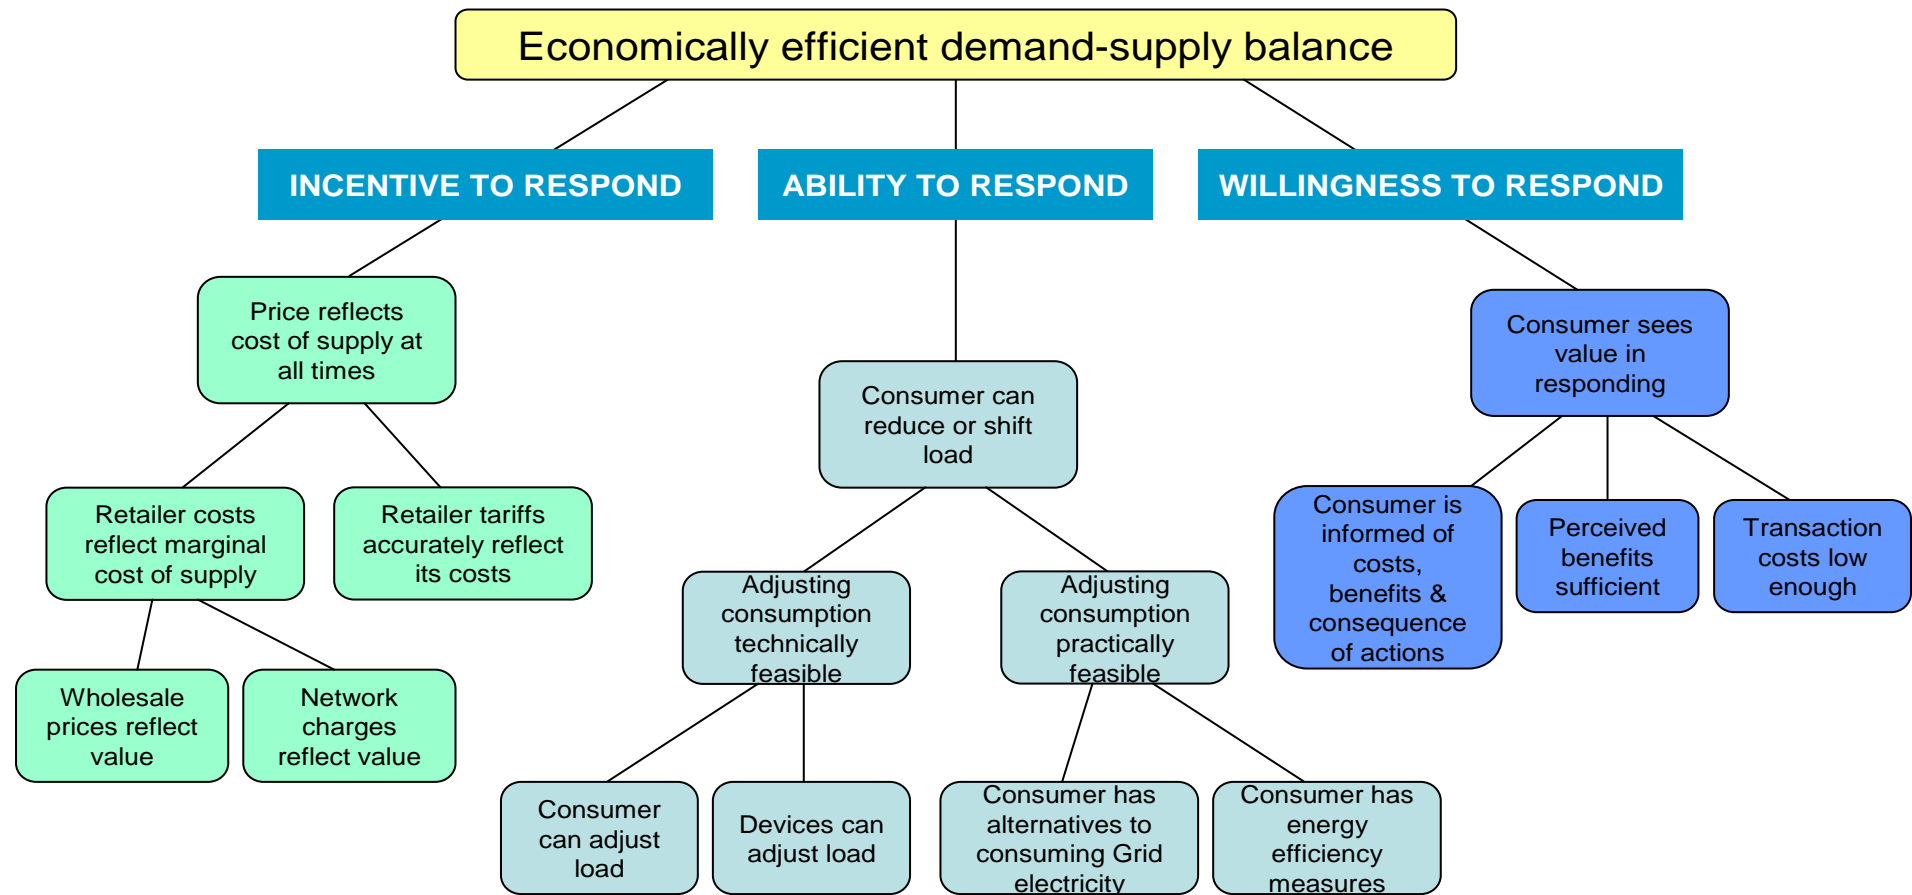 Economically efficient demand-supply balance
INCENTIVE TO RESPOND
ABILITY TO RESPOND
WILLINGNESS TO RESPOND
Price reflects
cost of supply at
all times
Consumer sees
value in
responding
Consumer can
reduce or shift
load
Retailer costs
reflect marginal
cost of supply
Retailer tariffs
accurately reflect
its costs
Consumer is
informed of
costs,
benefits &
consequence
of actions
Perceived
benefits
sufficient
Transaction
costs low
enough
Adjusting
consumption
technically
feasible
Adjusting
consumption
practically
feasible
Wholesale
prices reflect
value
Network
charges
reflect value
Consumer
can adjust
load
Devices can
adjust load
Consumer has
alternatives to
consuming Grid
electricity
Consumer has
energy
efficiency
measures